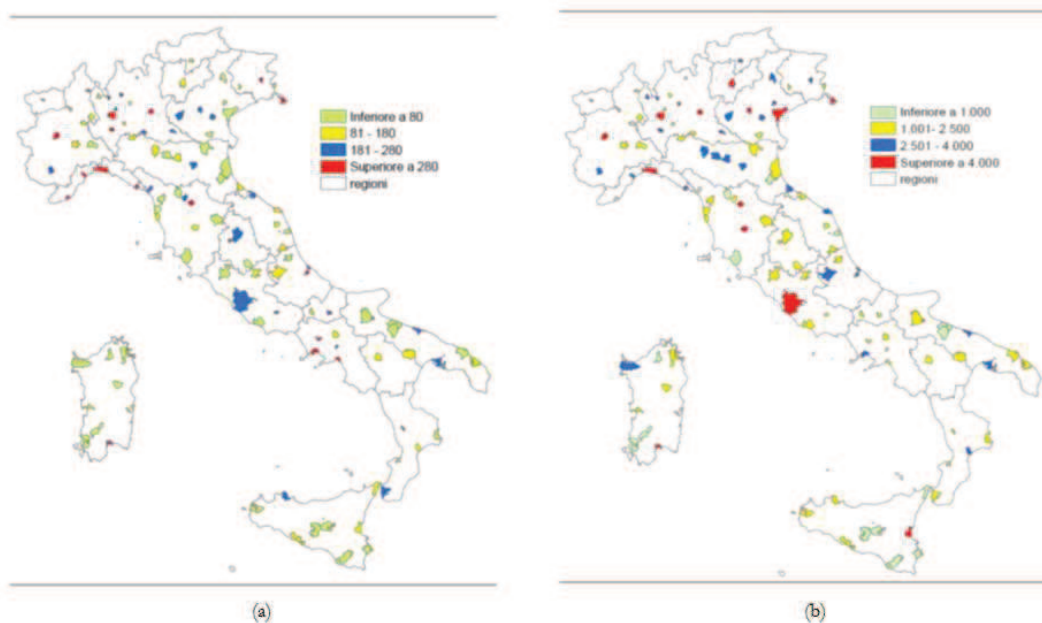 Inferiore a 80
81 - 180
181 - 280
Superiore a 280
regioni
Inferiore a 1.000
1.001- 2 500
2 501 - 4 000
Superiore a 4.000
regioni
(a)
(b)